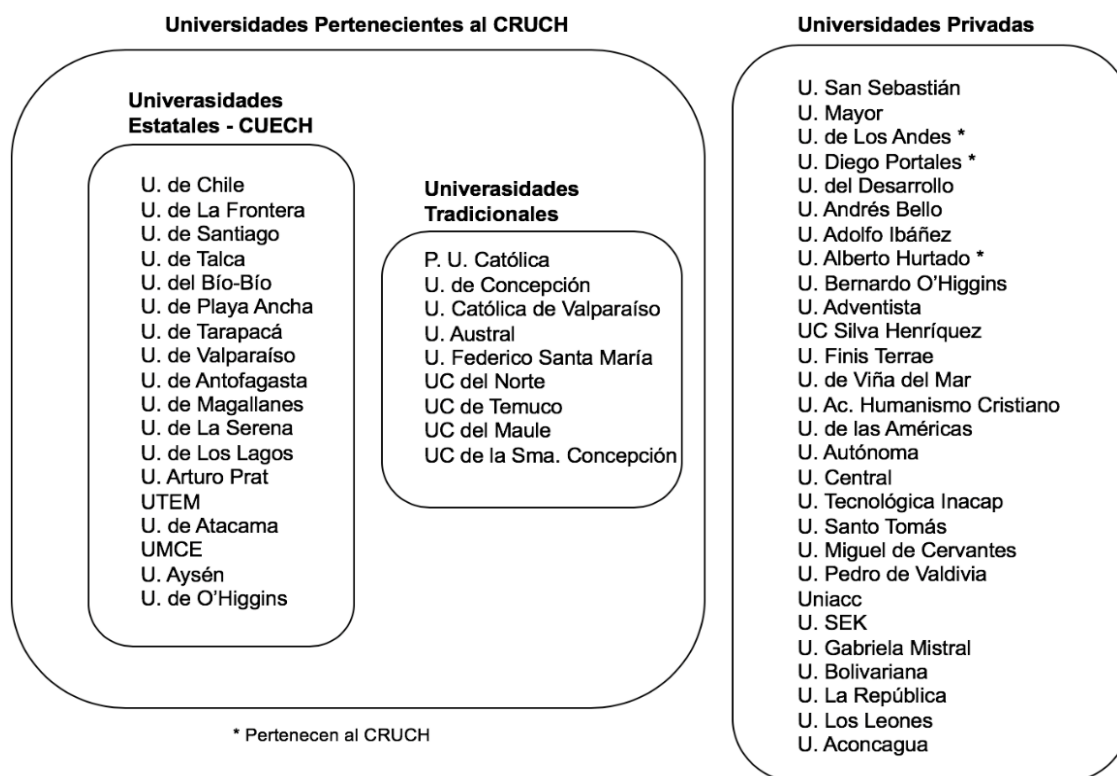 Universidades Pertenecientes al CRUCH
Univerasidades
Estatales - CUECH
U. de Chile
U. de La Frontera
U. de Santiago
U. de Talca
U. del Bío-Bío
U. de Playa Ancha
U. de Tarapacá
U. de Valparaíso
U. de Antofagasta
U. de Magallanes
U. de La Serena
U. de Los Lagos
U. Arturo Prat
UTEM
U. de Atacama
UMCE
U. Aysén
U. de O’Higgins
Univerasidades
Tradicionales
P. U. Católica
U. de Concepción
U. Católica de Valparaíso
U. Austral
U. Federico Santa María
UC del Norte
UC de Temuco
UC del Maule
UC de la Sma. Concepción
* Pertenecen al CRUCH
Universidades Privadas
U. San Sebastián
U. Mayor
U. de Los Andes *
U. Diego Portales *
U. del Desarrollo
U. Andrés Bello
U. Adolfo Ibáñez
U. Alberto Hurtado *
U. Bernardo O’Higgins
U. Adventista
UC Silva Henríquez
U. Finis Terrae
U. de Viña del Mar
U. Ac. Humanismo Cristiano
U. de las Américas
U. Autónoma
U. Central
U. Tecnológica Inacap
U. Santo Tomás
U. Miguel de Cervantes
U. Pedro de Valdivia
Uniacc
U. SEK
U. Gabriela Mistral
U. Bolivariana
U. La República
U. Los Leones
U. Aconcagua